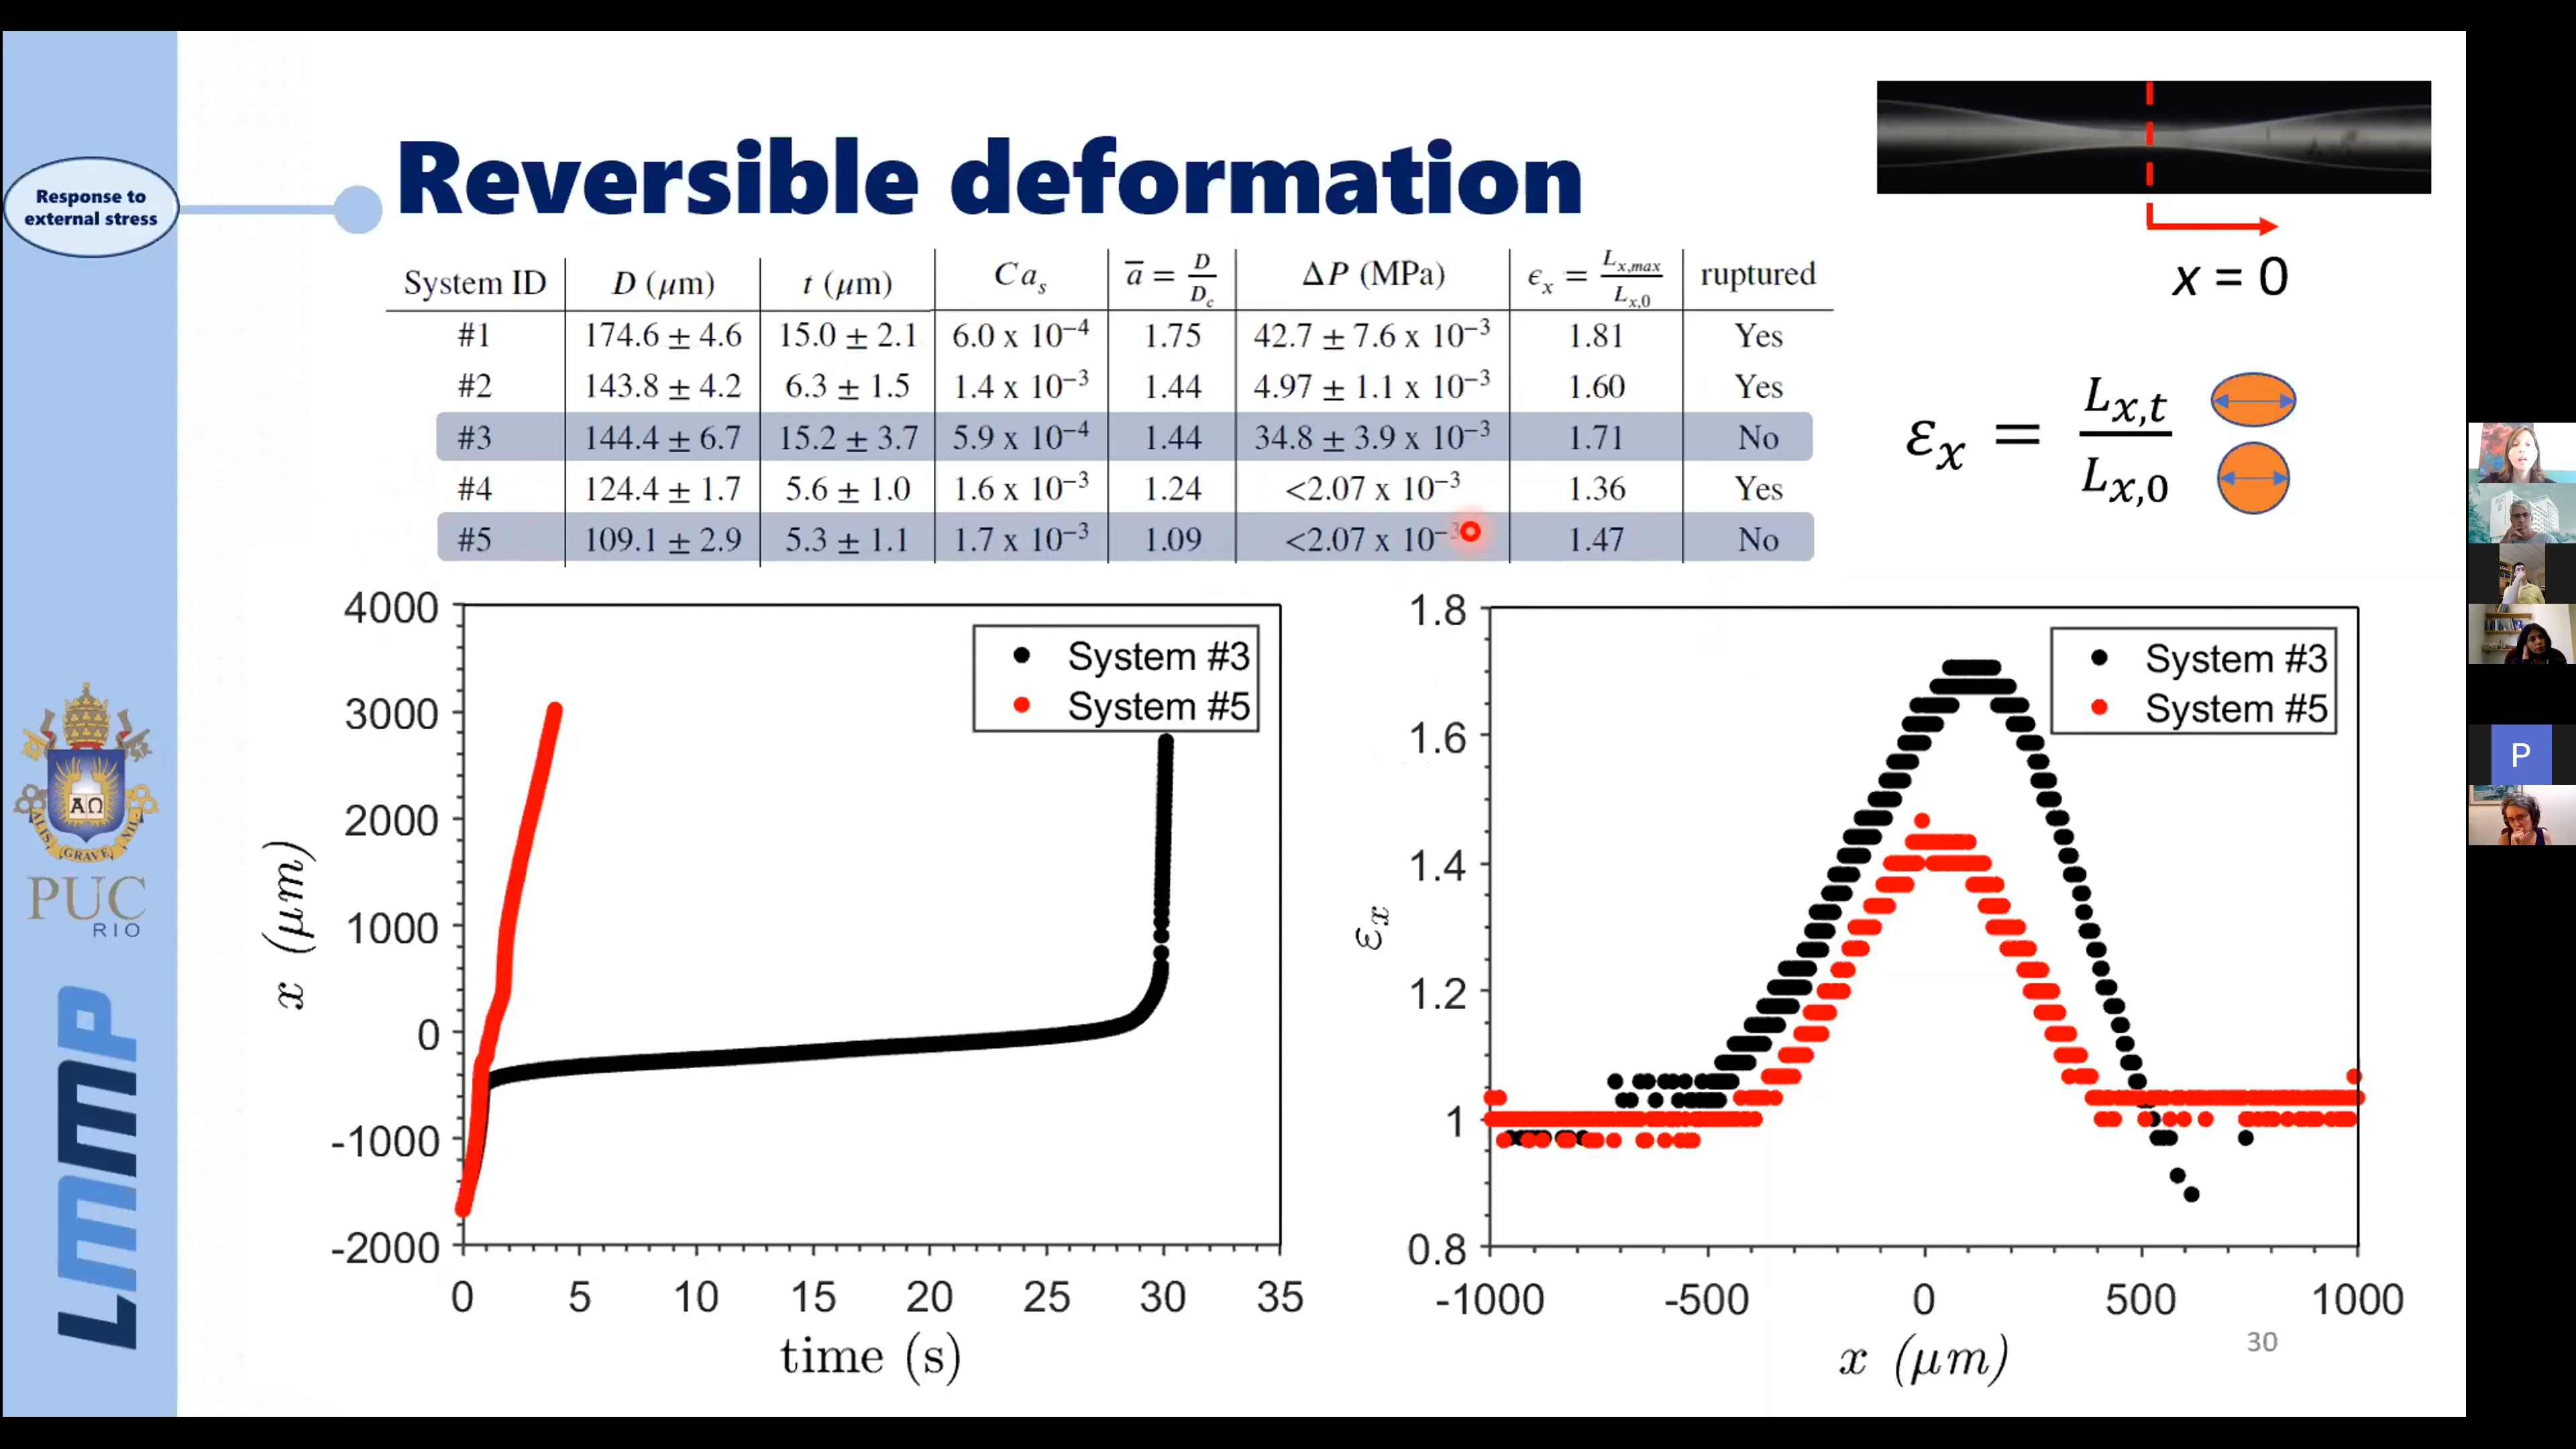 Response to
external stress
Reversible deformation
x = 0
System ID | D (μm) | t (μm) | Ca_s | a̅ = D/D_c | ΔP (MPa) | ϵ_x = L_x,max/L_x,0 | ruptured
#1 | 174.6 ± 4.6 | 15.0 ± 2.1 | 6.0 x 10⁻⁴ | 1.75 | 42.7 ± 7.6 x 10⁻³ | 1.81 | Yes
#2 | 143.8 ± 4.2 | 6.3 ± 1.5 | 1.4 x 10⁻³ | 1.44 | 4.97 ± 1.1 x 10⁻³ | 1.60 | Yes
#3 | 144.4 ± 6.7 | 15.2 ± 3.7 | 5.9 x 10⁻⁴ | 1.44 | 34.8 ± 3.9 x 10⁻³ | 1.71 | No
#4 | 124.4 ± 1.7 | 5.6 ± 1.0 | 1.6 x 10⁻³ | 1.24 | <2.07 x 10⁻³ | 1.36 | Yes
#5 | 109.1 ± 2.9 | 5.3 ± 1.1 | 1.7 x 10⁻³ | 1.09 | <2.07 x 10⁻³ | 1.47 | No
ε_x = L_x,t / L_x,0
4000
3000
2000
1000
0
-1000
-2000
x (μm)
System #3
System #5
0 5 10 15 20 25 30 35
time (s)
1.8
1.6
1.4
1.2
1
0.8
ε_x
System #3
System #5
-1000 -500 0 500 1000
x (μm)
30
ΑΩ
ALIS GRAVE NIL
PUC
RIO
LMMP
P